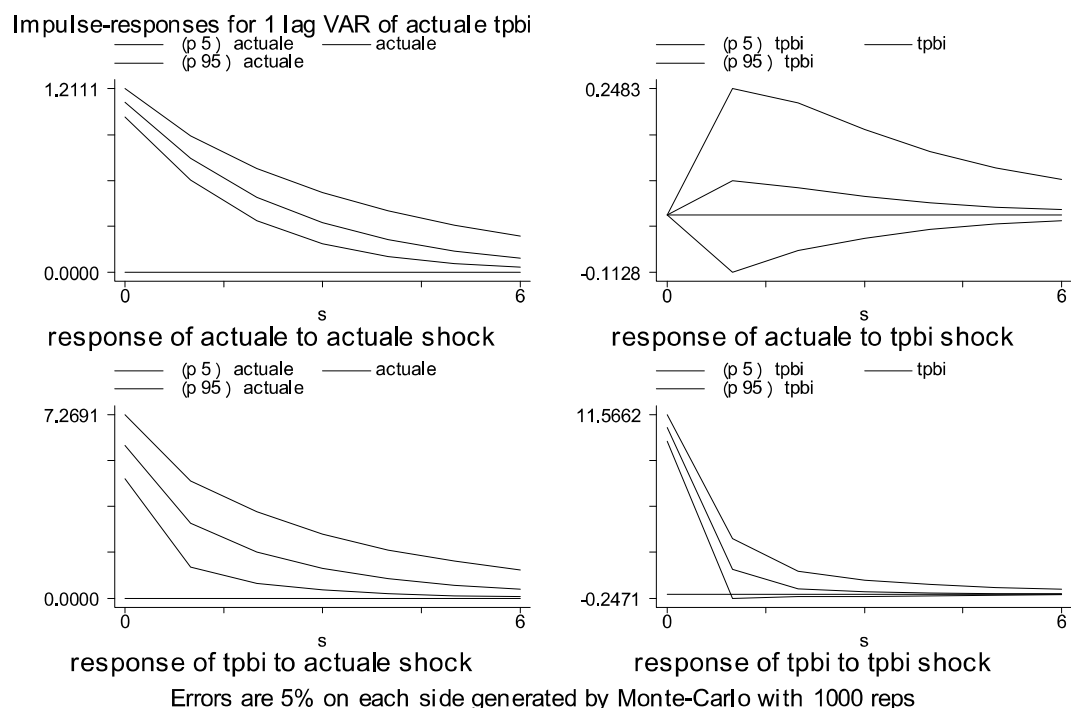 Impulse-responses for 1 lag VAR of actuale tpbi
(p 5) actuale actuale
(p 95) actuale
1.2111
0.0000
0 6
s
response of actuale to actuale shock
(p 5) tpbi tpbi
(p 95) tpbi
0.2483
-0.1128
0 6
s
response of actuale to tpbi shock
(p 5) actuale actuale
(p 95) actuale
7.2691
0.0000
0 6
s
response of tpbi to actuale shock
(p 5) tpbi tpbi
(p 95) tpbi
11.5662
-0.2471
0 6
s
response of tpbi to tpbi shock
Errors are 5% on each side generated by Monte-Carlo with 1000 reps